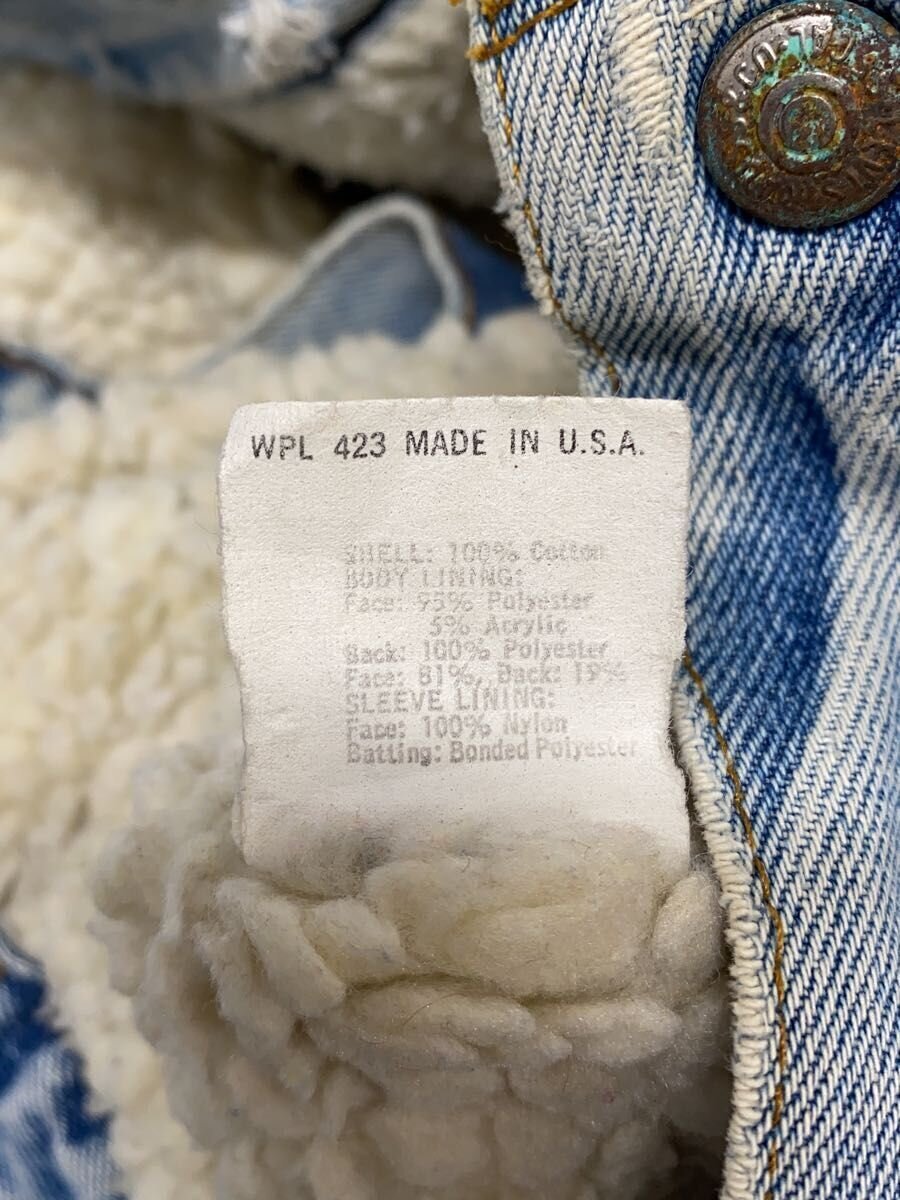 WPL 423 MADE IN U.S.A.
SHELL: 100% Cotton
BODY LINING:
Face: 95% Polyester
5% Acrylic
Back: 100% Polyester
Face: 81%, Back: 19%
SLEEVE LINING:
Face: 100% Nylon
Batting: Bonded Polyester